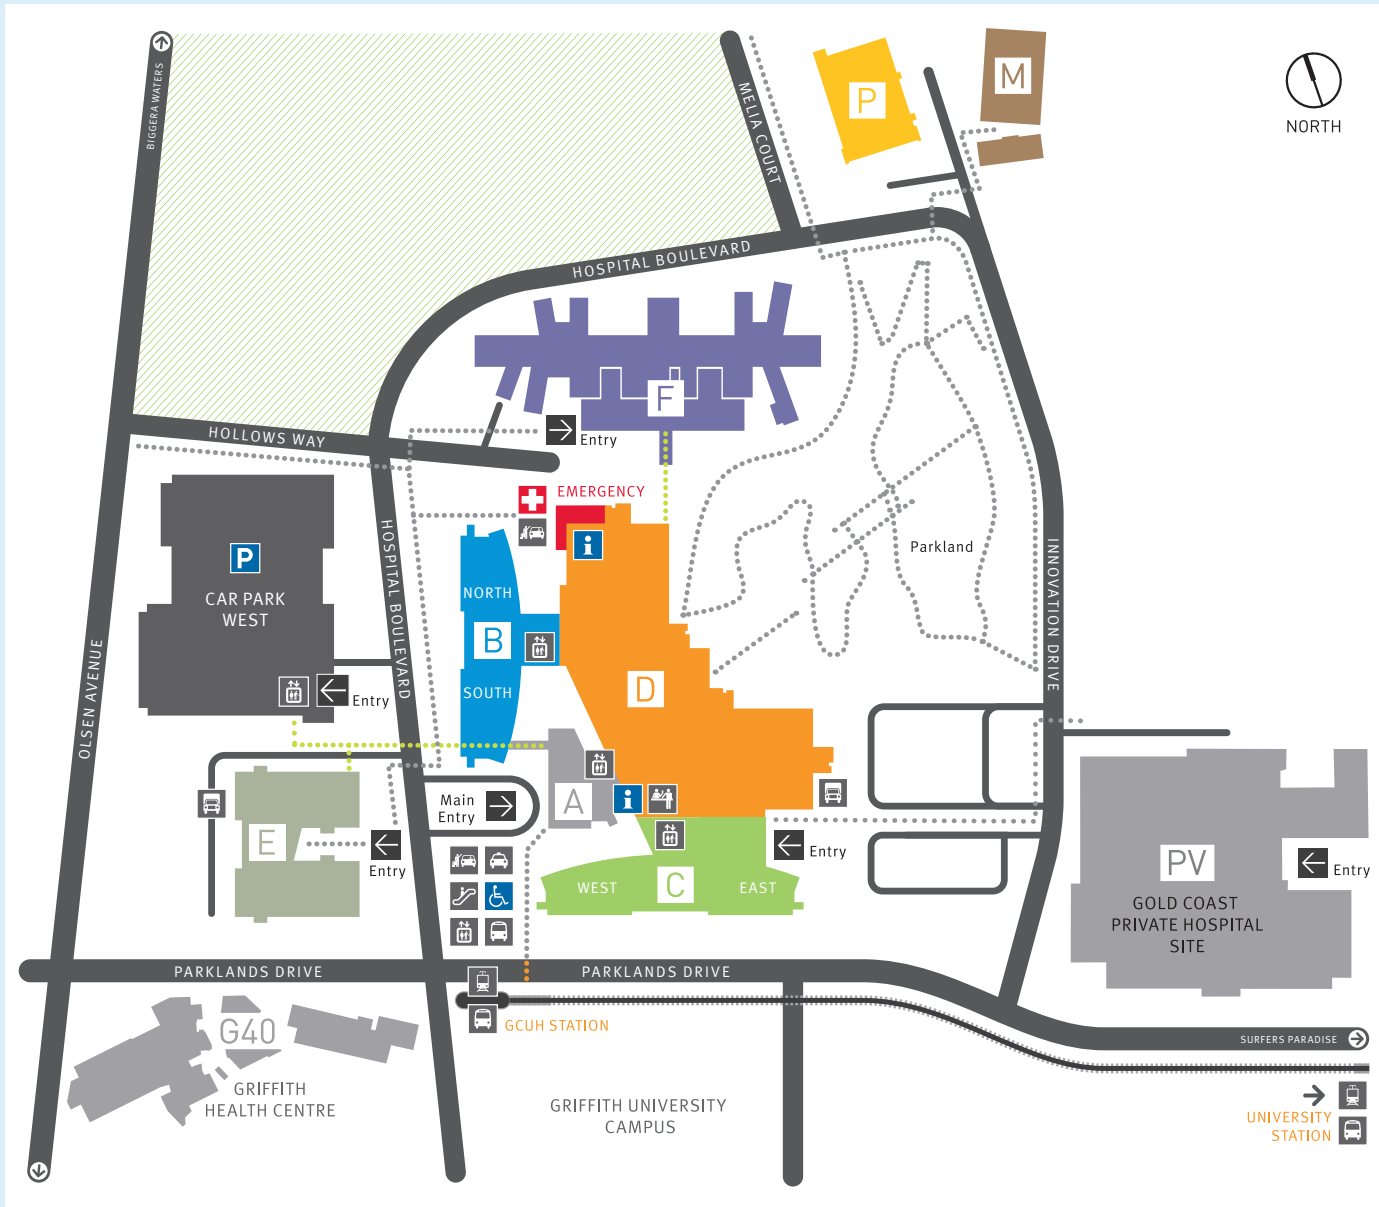 BIGGERA WATERS
MELIA COURT
P
M
NORTH
HOSPITAL BOULEVARD
F
Entry
HOLLOWS WAY
EMERGENCY
i
P
CAR PARK
WEST
HOSPITAL BOULEVARD
NORTH
B
SOUTH
Parkland
INNOVATION DRIVE
OLSEN AVENUE
D
Entry
A
i
Main
Entry
E
Entry
Entry
WEST
C
EAST
PV
Entry
GOLD COAST
PRIVATE HOSPITAL
SITE
PARKLANDS DRIVE
PARKLANDS DRIVE
G40
GCUH STATION
SURFERS PARADISE
GRIFFITH
HEALTH CENTRE
GRIFFITH UNIVERSITY
CAMPUS
UNIVERSITY
STATION